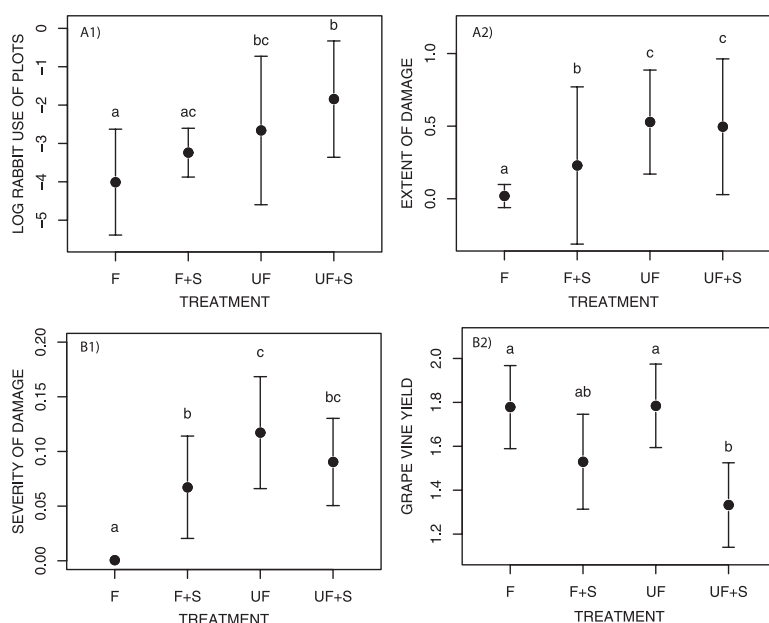 A1)
LOG RABBIT USE OF PLOTS
0
−1
−2
−3
−4
−5
a
ac
bc
b
F
F+S
UF
UF+S
TREATMENT
A2)
EXTENT OF DAMAGE
1.0
0.5
0.0
a
b
c
c
F
F+S
UF
UF+S
TREATMENT
B1)
SEVERITY OF DAMAGE
0.20
0.15
0.10
0.05
0.00
a
b
c
bc
F
F+S
UF
UF+S
TREATMENT
B2)
GRAPE VINE YIELD
2.0
1.8
1.6
1.4
1.2
a
ab
a
b
F
F+S
UF
UF+S
TREATMENT